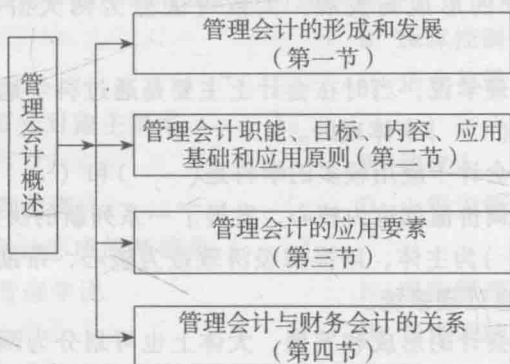 管理会计概述
管理会计的形成和发展
（第一节）
管理会计职能、目标、内容、应用
基础和应用原则（第二节）
管理会计的应用要素
（第三节）
管理会计与财务会计的关系
（第四节）